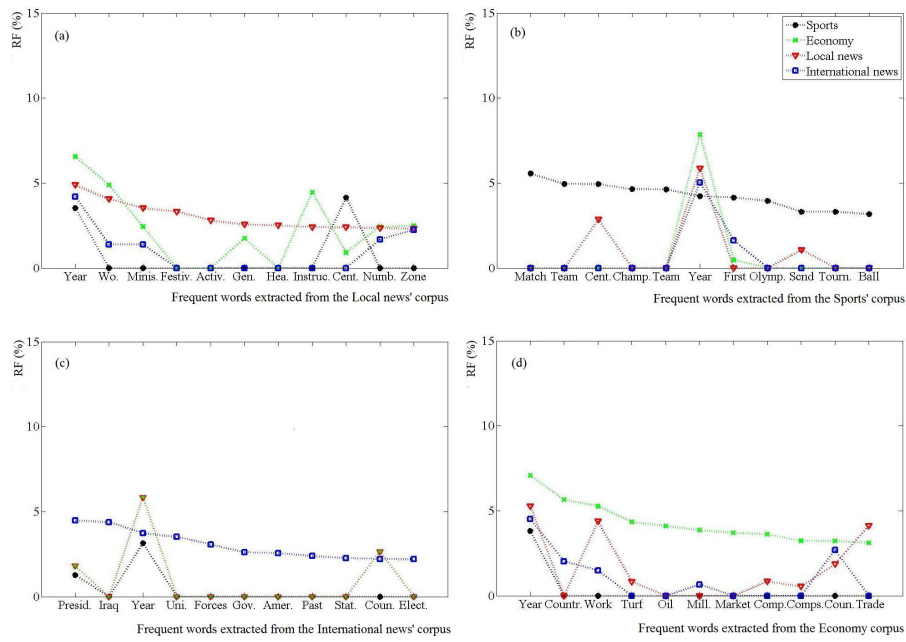 RF (%)
15
10
5
0
(a)
Year Wo. Minis. Festiv. Activ. Gen. Hea. Instruc. Cent. Numb. Zone
Frequent words extracted from the Local news' corpus
RF (%)
15
10
5
0
(b)
Sports
Economy
Local news
International news
Match Team Cent. Champ. Team Year First Olymp. Send Tourn. Ball
Frequent words extracted from the Sports' corpus
RF (%)
15
10
5
0
(c)
Presid. Iraq Year Uni. Forces Gov. Amer. Past Stat. Coun. Elect.
Frequent words extracted from the International news' corpus
RF (%)
15
10
5
0
(d)
Year Countr. Work Turf Oil Mill. Market Comp. Comps. Coun. Trade
Frequent words extracted from the Economy corpus